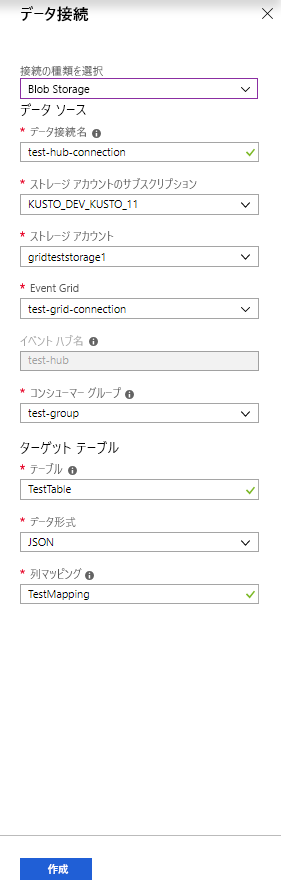 データ接続
接続の種類を選択
Blob Storage
データ ソース
* データ接続名
test-hub-connection
* ストレージ アカウントのサブスクリプション
KUSTO_DEV_KUSTO_11
* ストレージ アカウント
gridteststorage1
* Event Grid
test-grid-connection
イベント ハブ名
test-hub
* コンシューマー グループ
test-group
ターゲット テーブル
* テーブル
TestTable
* データ形式
JSON
* 列マッピング
TestMapping
作成